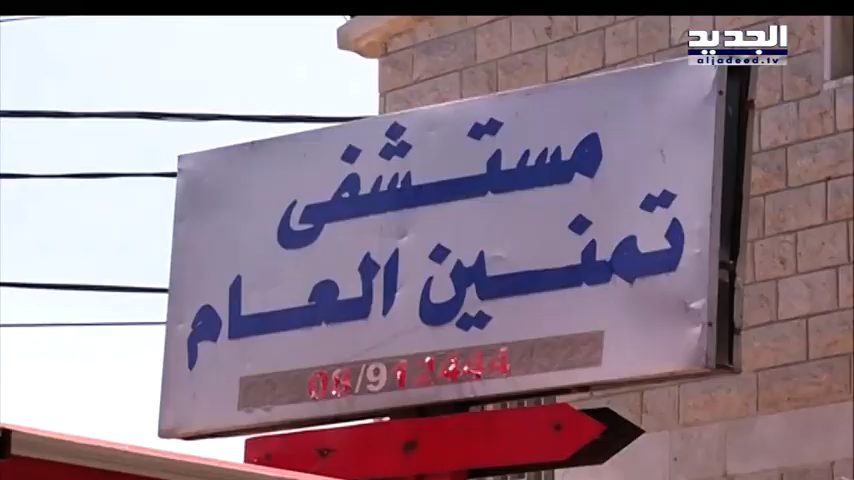 الجديد
aljadeed.tv
مستشفى
تمنين العام
08/912444